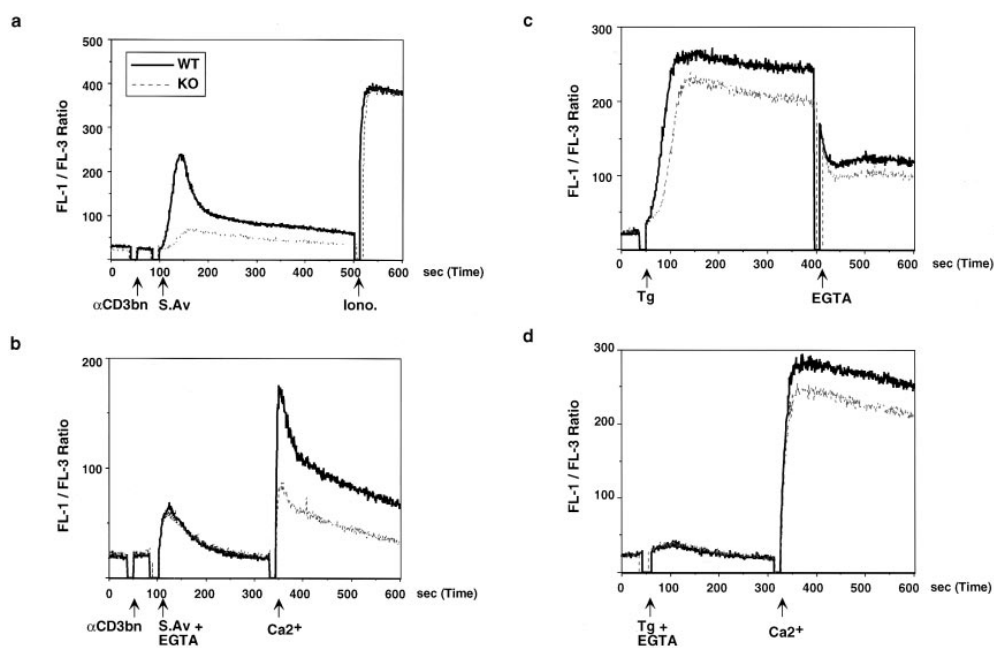 a
500
400
300
200
100
FL-1 / FL-3 Ratio
WT
KO
0 100 200 300 400 500 600 sec (Time)
αCD3bn S.Av Iono.
b
200
100
FL-1 / FL-3 Ratio
0 100 200 300 400 500 600 sec (Time)
αCD3bn S.Av + Ca2+
EGTA
c
300
200
100
FL-1 / FL-3 Ratio
0 100 200 300 400 500 600 sec (Time)
Tg EGTA
d
300
200
100
FL-1 / FL-3 Ratio
0 100 200 300 400 500 600 sec (Time)
Tg + Ca2+
EGTA